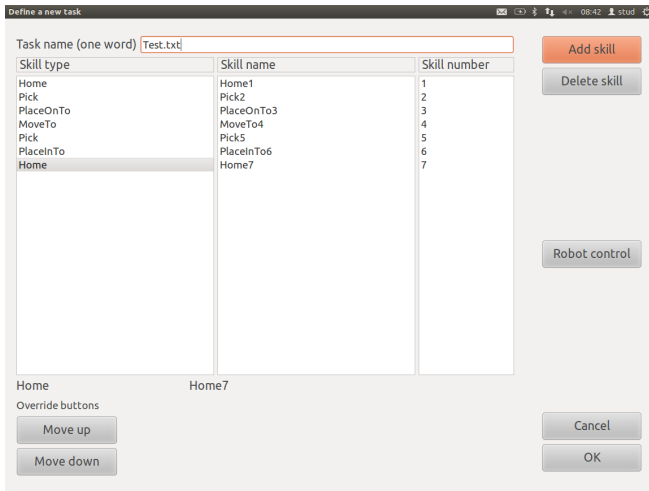 Define a new task 08:42 stud
Task name (one word) Test.txt Add skill
Skill type Skill name Skill number Delete skill
Home Home1 1
Pick Pick2 2
PlaceOnTo PlaceOnTo3 3
MoveTo MoveTo4 4
Pick Pick5 5
PlaceInTo PlaceInTo6 6
Home Home7 7
Robot control
Home Home7
Override buttons
Move up Cancel
Move down OK